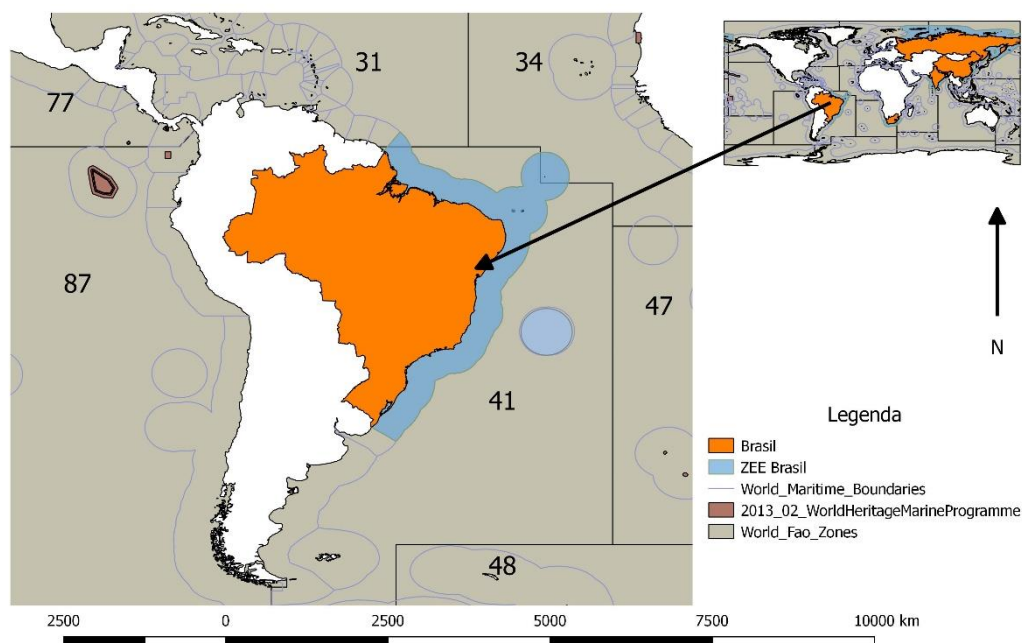 31
34
77
87
47
41
48
N
Legenda
Brasil
ZEE Brasil
World_Maritime_Boundaries
2013_02_WorldHeritageMarineProgramme
World_Fao_Zones
2500 0 2500 5000 7500 10000 km